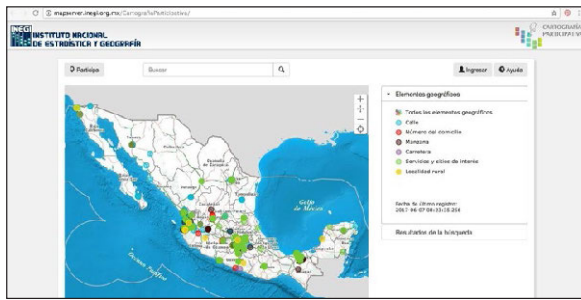 mapserver.inegi.org.mx/CartografiaParticipativa/
INEGI
INSTITUTO NACIONAL
DE ESTADÍSTICA Y GEOGRAFÍA
CARTOGRAFÍA
PARTICIPATIVA
Participa
Buscar
Ingresar
Ayuda
Elementos geográficos
Todos los elementos geográficos
Calle
Número del domicilio
Manzana
Carretera
Servicios y sitios de interés
Localidad rural
Fecha de último registro:
Resultados de la búsqueda
Golfo
de México
Océano Pacífico